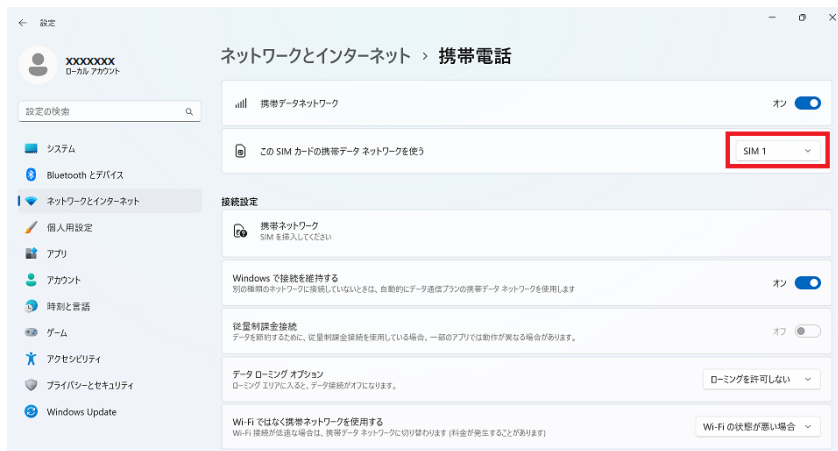 設定
XXXXXXX
ローカル アカウント
設定の検索
システム
Bluetooth とデバイス
ネットワークとインターネット
個人用設定
アプリ
アカウント
時刻と言語
ゲーム
アクセシビリティ
プライバシーとセキュリティ
Windows Update
ネットワークとインターネット › 携帯電話
携帯データネットワーク
オン
この SIM カードの携帯データ ネットワークを使う
SIM 1
接続設定
携帯ネットワーク
SIM を挿入してください
Windows で接続を維持する
別の種類のネットワークに接続していないときは、自動的にデータ通信プランの携帯データ ネットワークを使用します
オン
従量制課金接続
データを節約するために、従量制課金接続を使用している場合、一部のアプリでは動作が異なる場合があります。
オフ
データ ローミング オプション
ローミング エリアに入ると、データ接続がオフになります。
ローミングを許可しない
Wi-Fi ではなく携帯ネットワークを使用する
Wi-Fi 接続が低速な場合は、携帯データ ネットワークに切り替わります (料金が発生することがあります)
Wi-Fi の状態が悪い場合